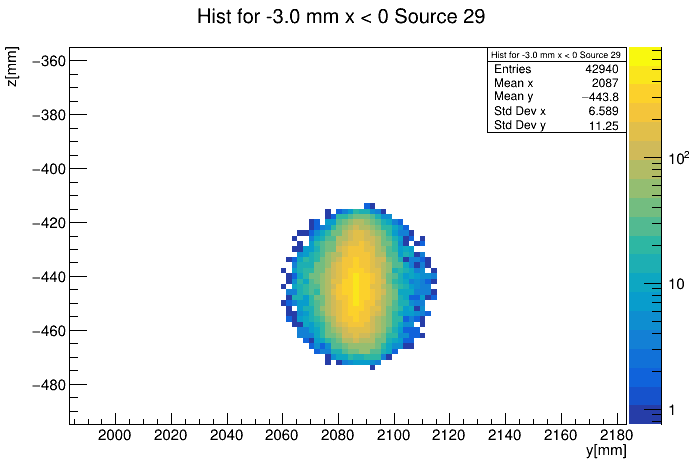 Hist for -3.0 mm x < 0 Source 29
z[mm]
Hist for -3.0 mm x < 0 Source 29
Entries 42940
Mean x 2087
Mean y −443.8
Std Dev x 6.589
Std Dev y 11.25
−360
−380
−400
−420
−440
−460
−480
10²
10
1
2000 2020 2040 2060 2080 2100 2120 2140 2160 2180
y[mm]